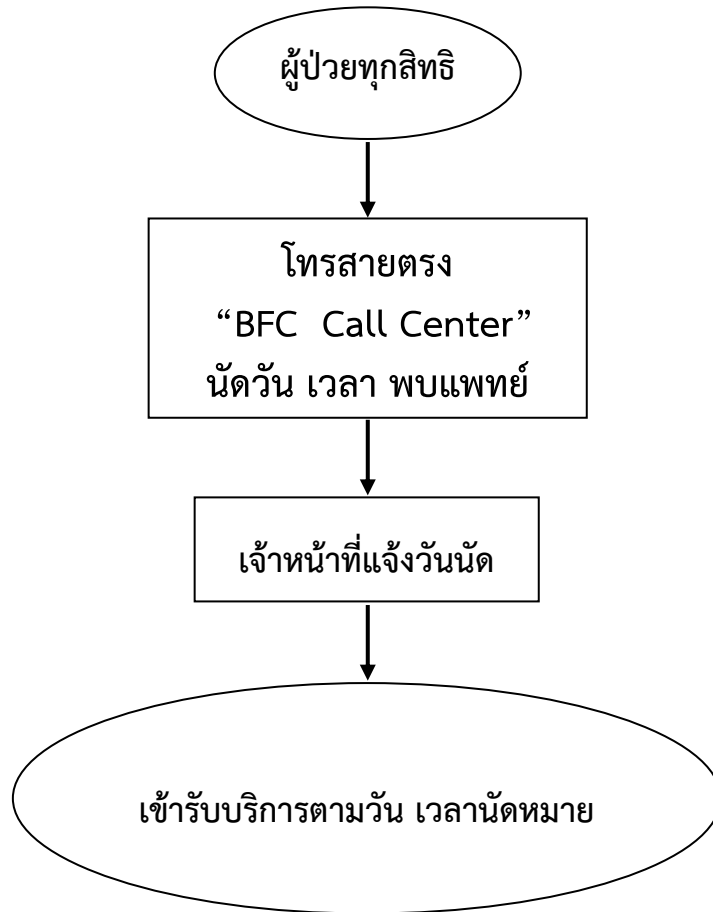 ผู้ป่วยทุกสิทธิ
โทรสายตรง
“BFC  Call Center”
นัดวัน เวลา พบแพทย์
เจ้าหน้าที่แจ้งวันนัด
เข้ารับบริการตามวัน เวลานัดหมาย